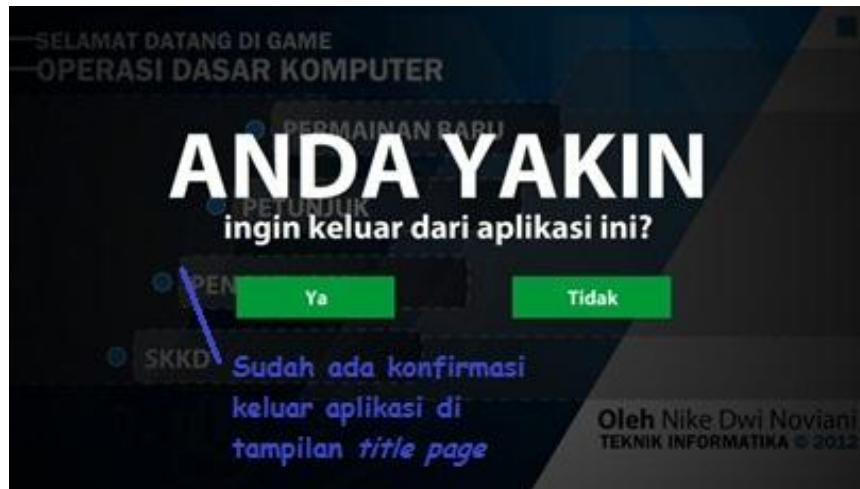 SELAMAT DATANG DI GAME
OPERASI DASAR KOMPUTER
PERMAINAN BARU
ANDA YAKIN
PETUNJUK
ingin keluar dari aplikasi ini?
Ya
Tidak
SKKD
Sudah ada konfirmasi
keluar aplikasi di
tampilan title page
Oleh Nike Dwi Noviani
TEKNIK INFORMATIKA © 2012